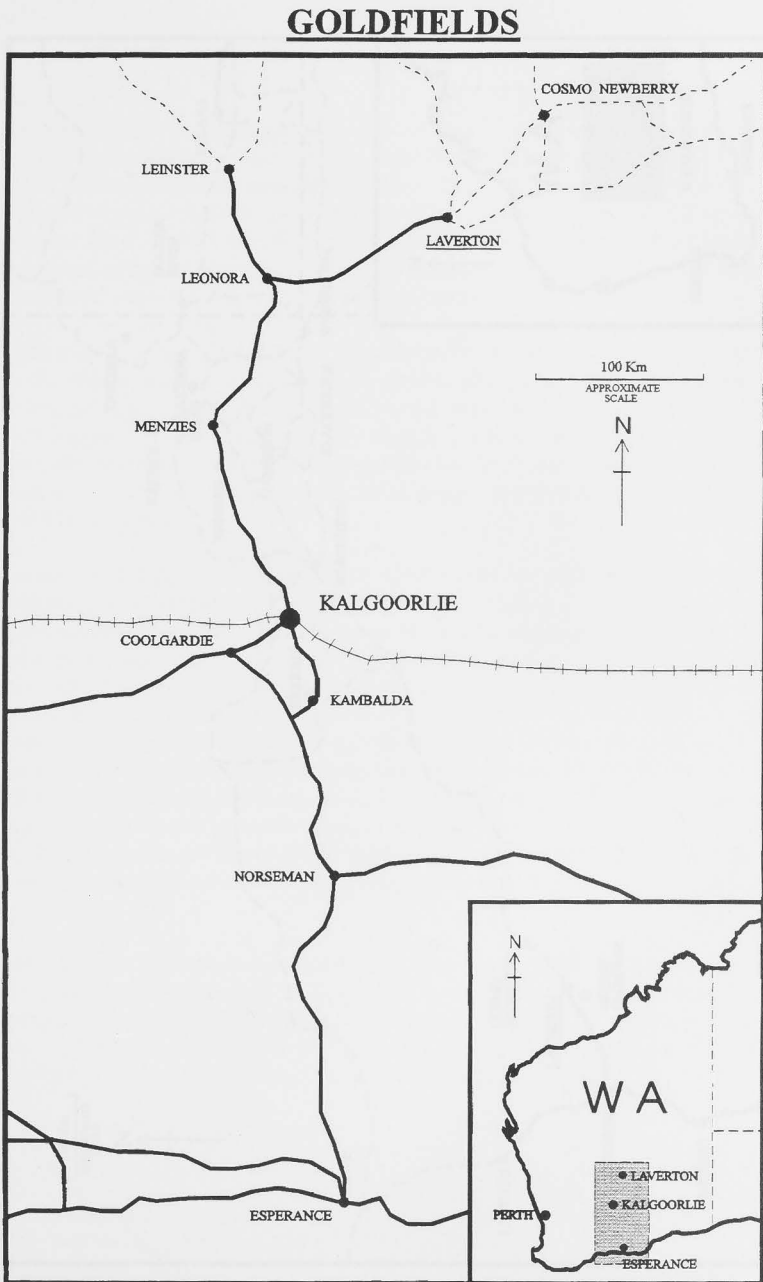 GOLDFIELDS
COSMO NEWBERRY
LEINSTER
LAVERTON
LEONORA
100 Km
APPROXIMATE
SCALE
N
MENZIES
KALGOORLIE
COOLGARDIE
KAMBALDA
NORSEMAN
N
WA
LAVERTON
KALGOORLIE
PERTH
ESPERANCE
ESPERANCE